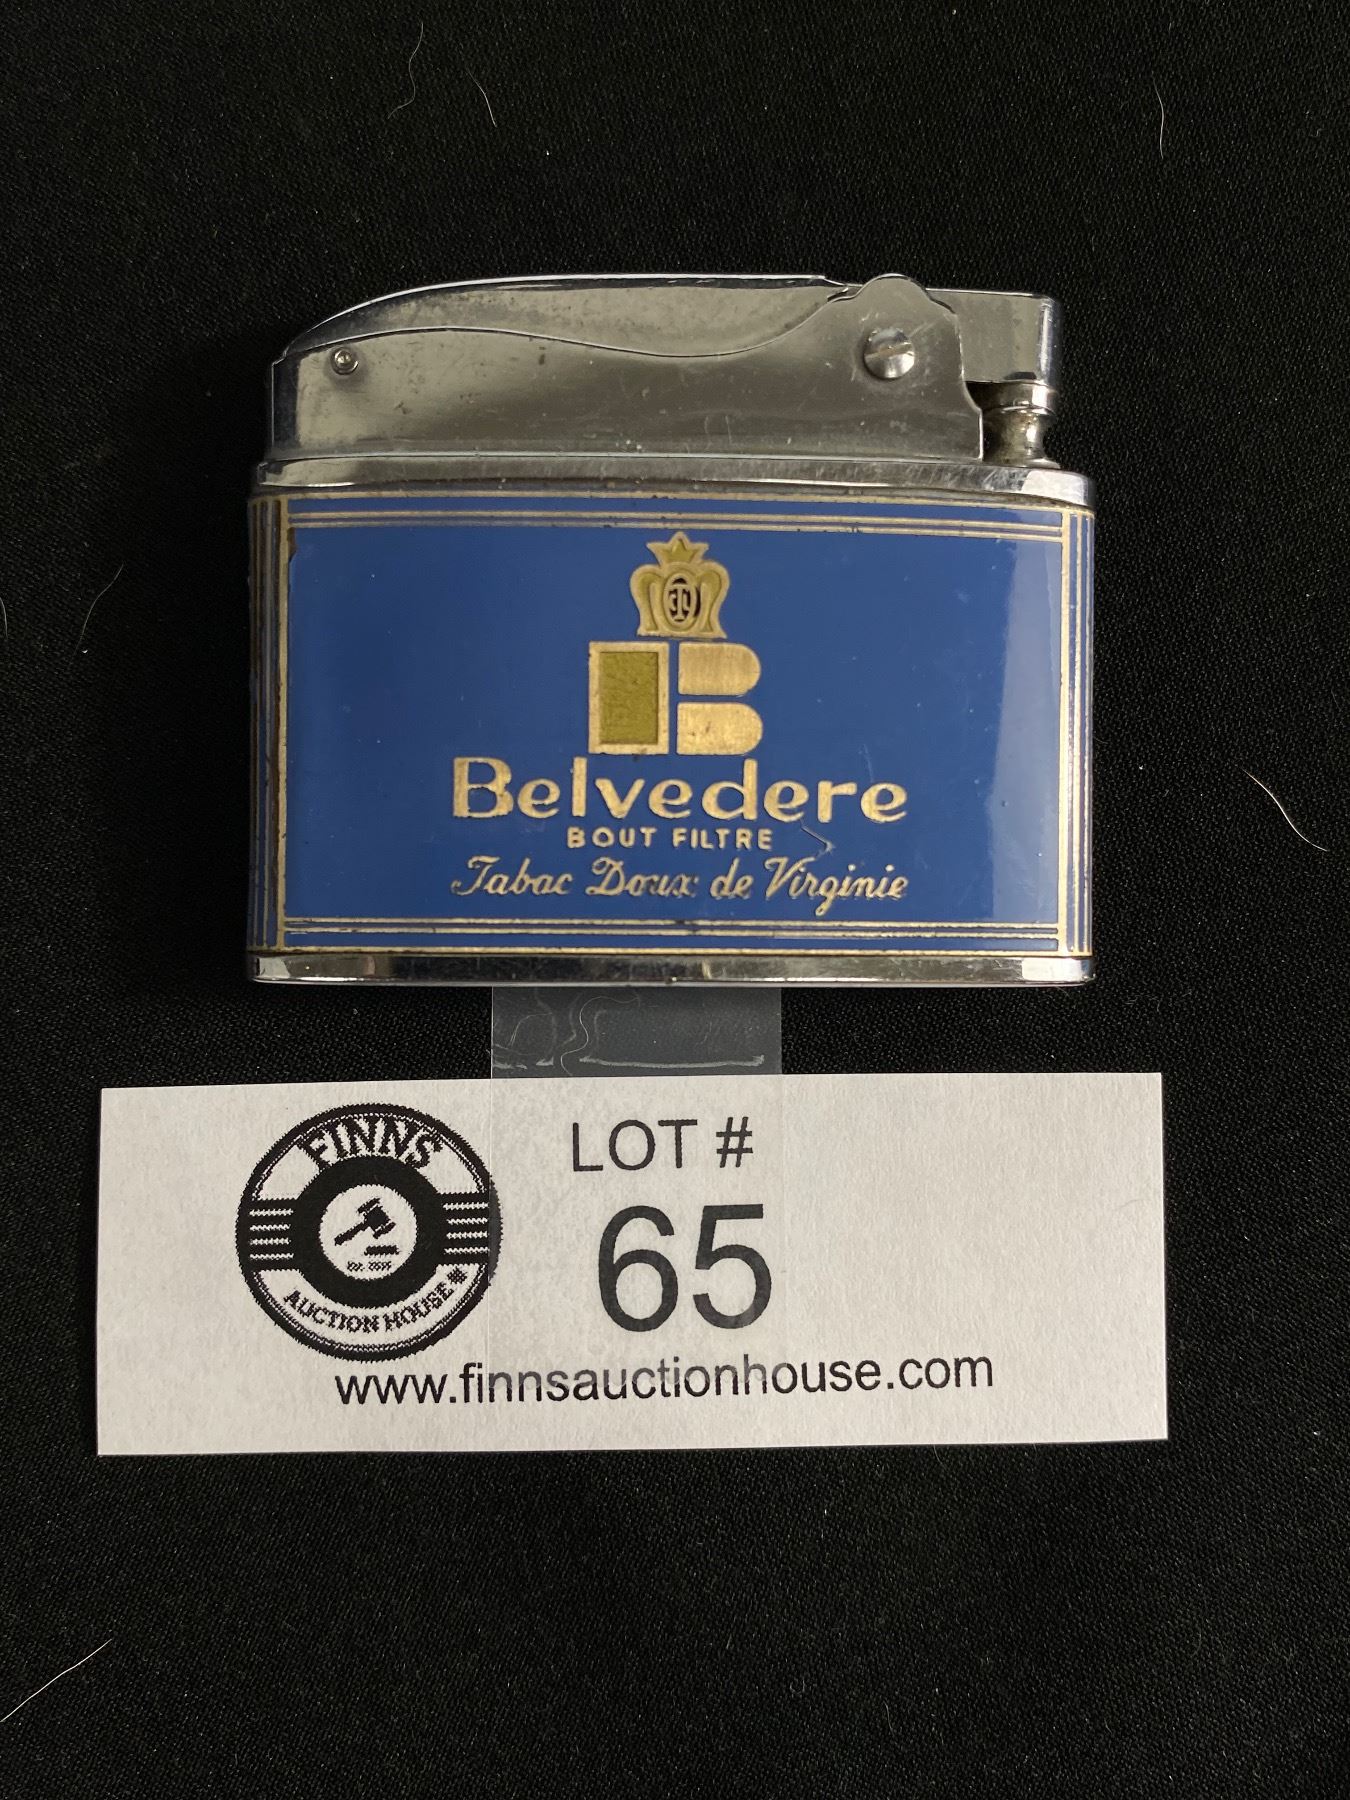 Belvedere
BOUT FILTRE
Tabac Doux de Virginie
FINNS
AUCTION HOUSE
LOT #
65
www.finnsauctionhouse.com